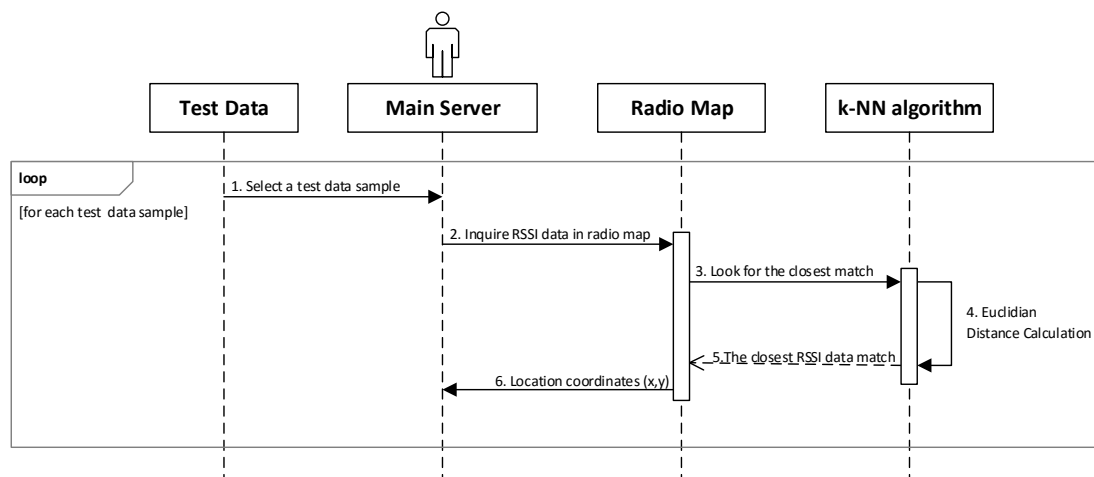 Test Data
Main Server
Radio Map
k-NN algorithm
loop
[for each test data sample]
1. Select a test data sample
2. Inquire RSSI data in radio map
3. Look for the closest match
4. Euclidian
Distance Calculation
5.The closest RSSI data match
6. Location coordinates (x,y)